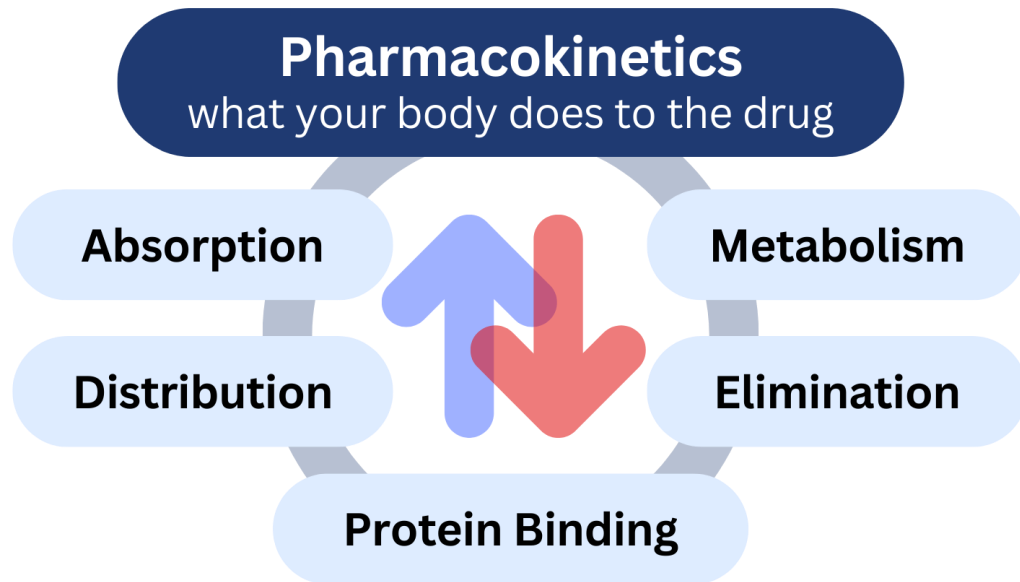 Pharmacokinetics
what your body does to the drug
Absorption
Metabolism
Distribution
Elimination
Protein Binding